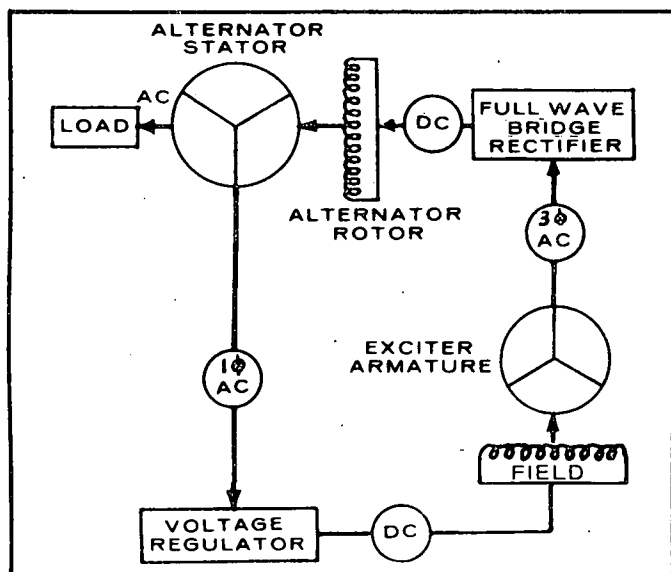 ALTERNATOR
STATOR
AC
LOAD
DC
FULL WAVE
BRIDGE
RECTIFIER
ALTERNATOR
ROTOR
3ϕ
AC
EXCITER
ARMATURE
1ϕ
AC
FIELD
VOLTAGE
REGULATOR
DC